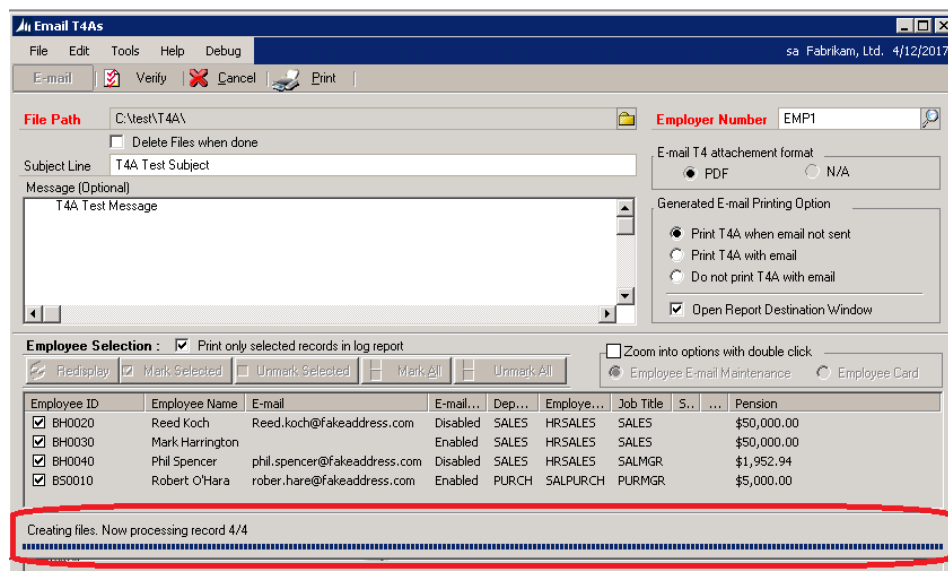 Email T4As
File Edit Tools Help Debug sa Fabrikam, Ltd. 4/12/2017
E-mail Verify Cancel Print
File Path C:\test\T4A\ Employer Number EMP1
Delete Files when done
Subject Line T4A Test Subject
E-mail T4 attachement format
PDF N/A
Message (Optional)
T4A Test Message
Generated E-mail Printing Option
Print T4A when email not sent
Print T4A with email
Do not print T4A with email
Open Report Destination Window
Employee Selection : Print only selected records in log report
Zoom into options with double click
Redisplay Mark Selected Unmark Selected Mark All Unmark All
Employee E-mail Maintenance Employee Card
Employee ID Employee Name E-mail E-mail... Dep... Employe... Job Title S.. ... Pension
BH0020 Reed Koch Reed.koch@fakeaddress.com Disabled SALES HRSALES SALES $50,000.00
BH0030 Mark Harrington Enabled SALES HRSALES SALES $50,000.00
BH0040 Phil Spencer phil.spencer@fakeaddress.com Disabled SALES HRSALES SALMGR $1,952.94
BS0010 Robert O'Hara rober.hare@fakeaddress.com Enabled PURCH SALPURCH PURMGR $5,000.00
Creating files. Now processing record 4/4